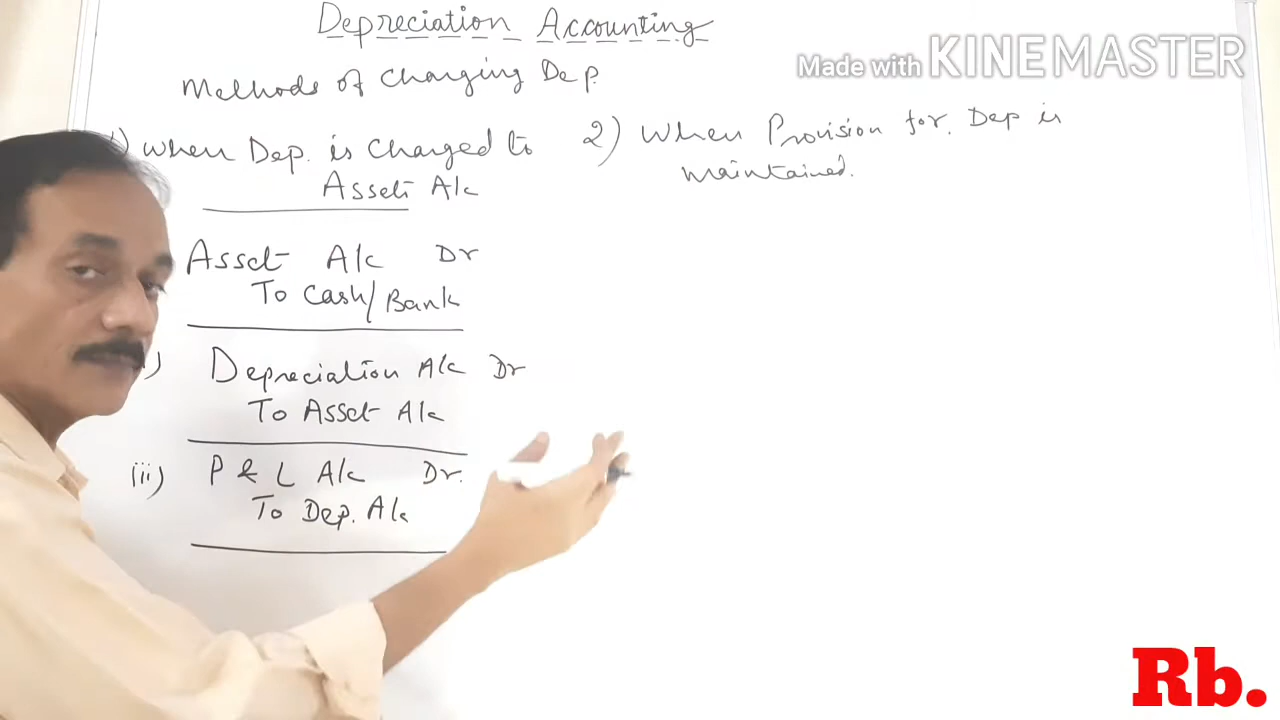 Depreciation Accounting
Made with KINEMASTER
Methods of Charging Dep.
1) When Dep. is Charged to
Asset A/c
2) When Provision for. Dep is
maintained.
Asset A/c Dr
To Cash/Bank
) Depreciation A/c Dr
To Asset A/c
(iii) P & L A/c Dr.
To Dep. A/c
Rb.